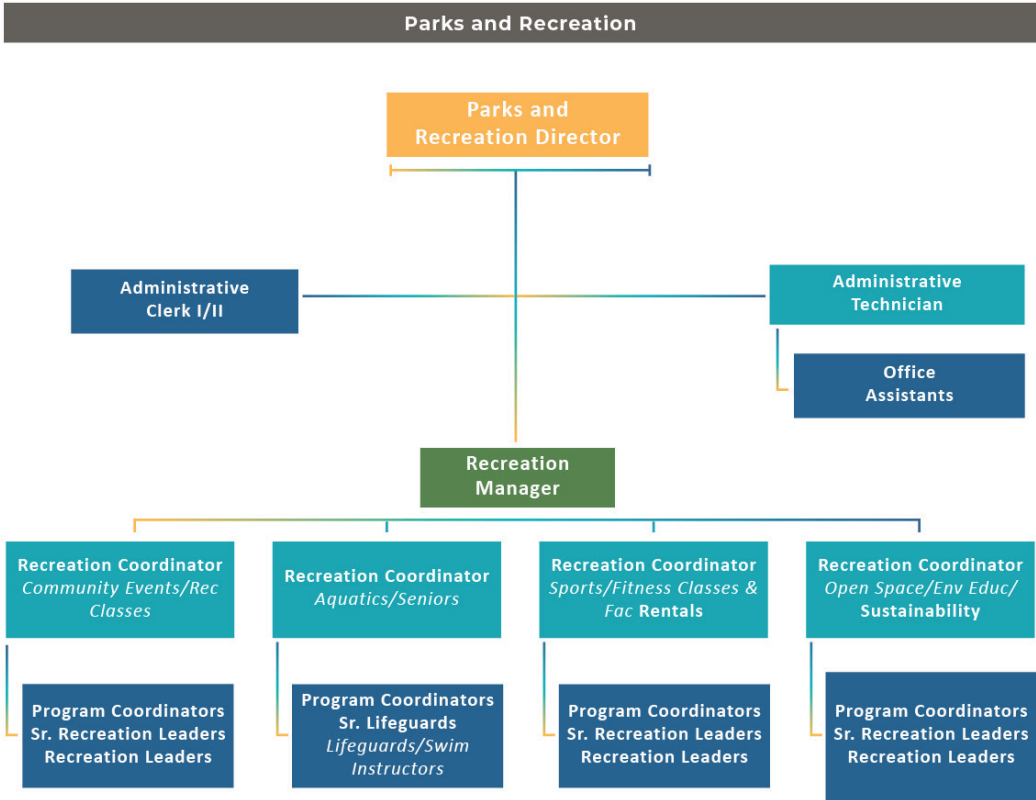 Parks and Recreation
Parks and
Recreation Director
Administrative
Clerk I/II
Administrative
Technician
Office
Assistants
Recreation
Manager
Recreation Coordinator
Community Events/Rec
Classes
Recreation Coordinator
Aquatics/Seniors
Recreation Coordinator
Sports/Fitness Classes &
Fac Rentals
Recreation Coordinator
Open Space/Env Educ/
Sustainability
Program Coordinators
Sr. Recreation Leaders
Recreation Leaders
Program Coordinators
Sr. Lifeguards
Lifeguards/Swim
Instructors
Program Coordinators
Sr. Recreation Leaders
Recreation Leaders
Program Coordinators
Sr. Recreation Leaders
Recreation Leaders